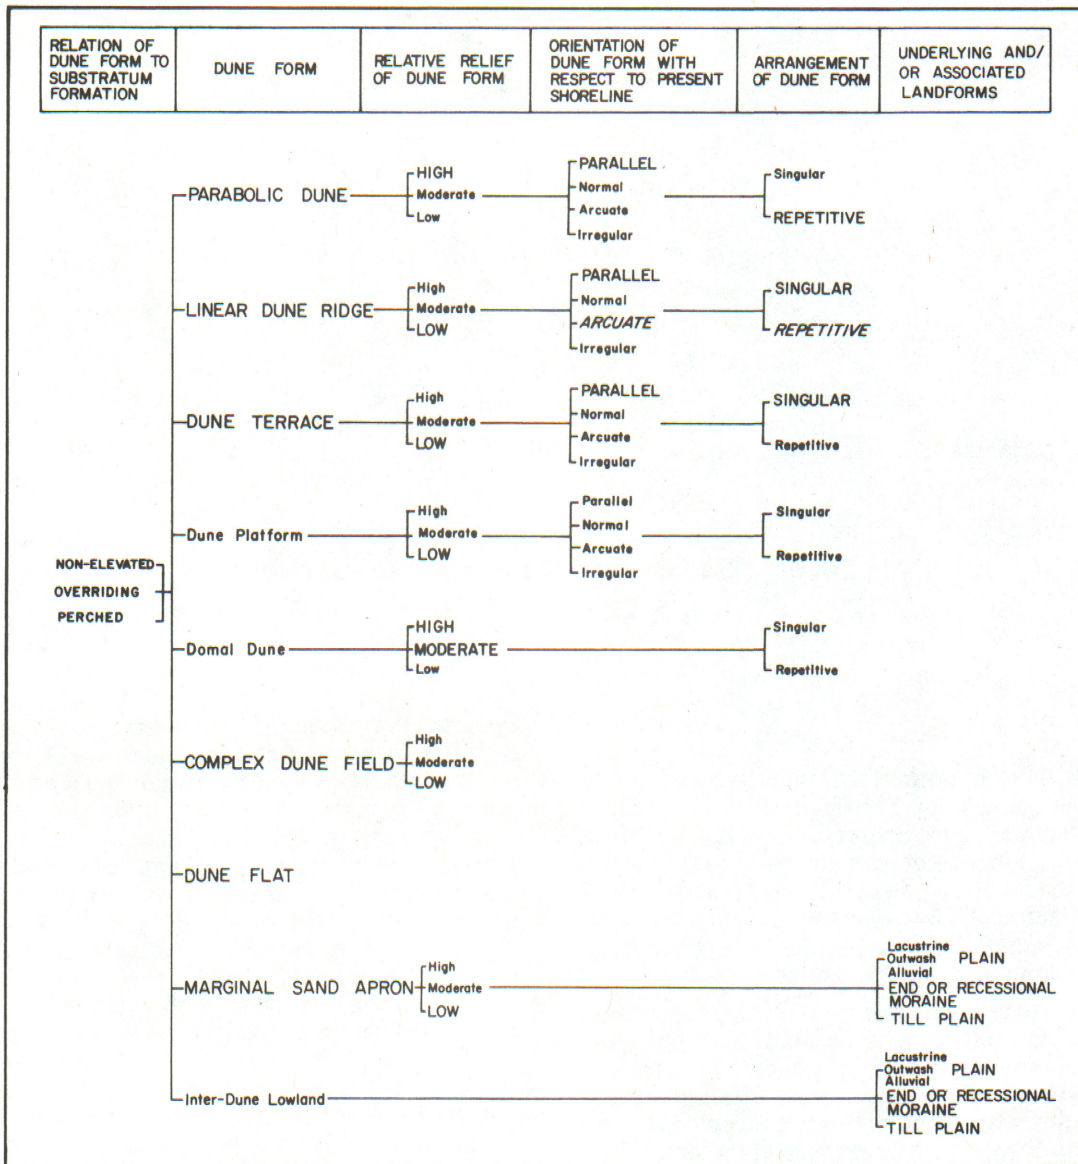 RELATION OF
DUNE FORM TO
SUBSTRATUM
FORMATION
DUNE FORM
RELATIVE RELIEF
OF DUNE FORM
ORIENTATION OF
DUNE FORM WITH
RESPECT TO PRESENT
SHORELINE
ARRANGEMENT
OF DUNE FORM
UNDERLYING AND/
OR ASSOCIATED
LANDFORMS
NON-ELEVATED
OVERRIDING
PERCHED
PARABOLIC DUNE
HIGH
Moderate
Low
PARALLEL
Normal
Arcuate
Irregular
Singular
REPETITIVE
LINEAR DUNE RIDGE
High
Moderate
LOW
PARALLEL
Normal
ARCUATE
Irregular
SINGULAR
REPETITIVE
DUNE TERRACE
High
Moderate
LOW
PARALLEL
Normal
Arcuate
Irregular
SINGULAR
Repetitive
Dune Platform
High
Moderate
LOW
Parallel
Normal
Arcuate
Irregular
Singular
Repetitive
Domal Dune
HIGH
MODERATE
Low
Singular
Repetitive
COMPLEX DUNE FIELD
High
Moderate
LOW
DUNE FLAT
MARGINAL SAND APRON
High
Moderate
LOW
Lacustrine
Outwash PLAIN
Alluvial
END OR RECESSIONAL
MORAINE
TILL PLAIN
Inter-Dune Lowland
Lacustrine
Outwash PLAIN
Alluvial
END OR RECESSIONAL
MORAINE
TILL PLAIN